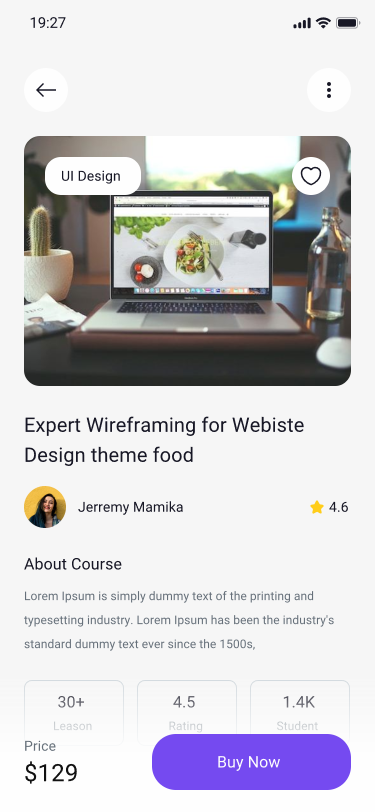 19:27
UI Design
Expert Wireframing for Webiste
Design theme food
Jerremy Mamika
4.6
About Course
Lorem Ipsum is simply dummy text of the printing and
typesetting industry. Lorem Ipsum has been the industry's
standard dummy text ever since the 1500s,
30+
4.5
1.4K
Leason
Rating
Student
Price
$129
Buy Now